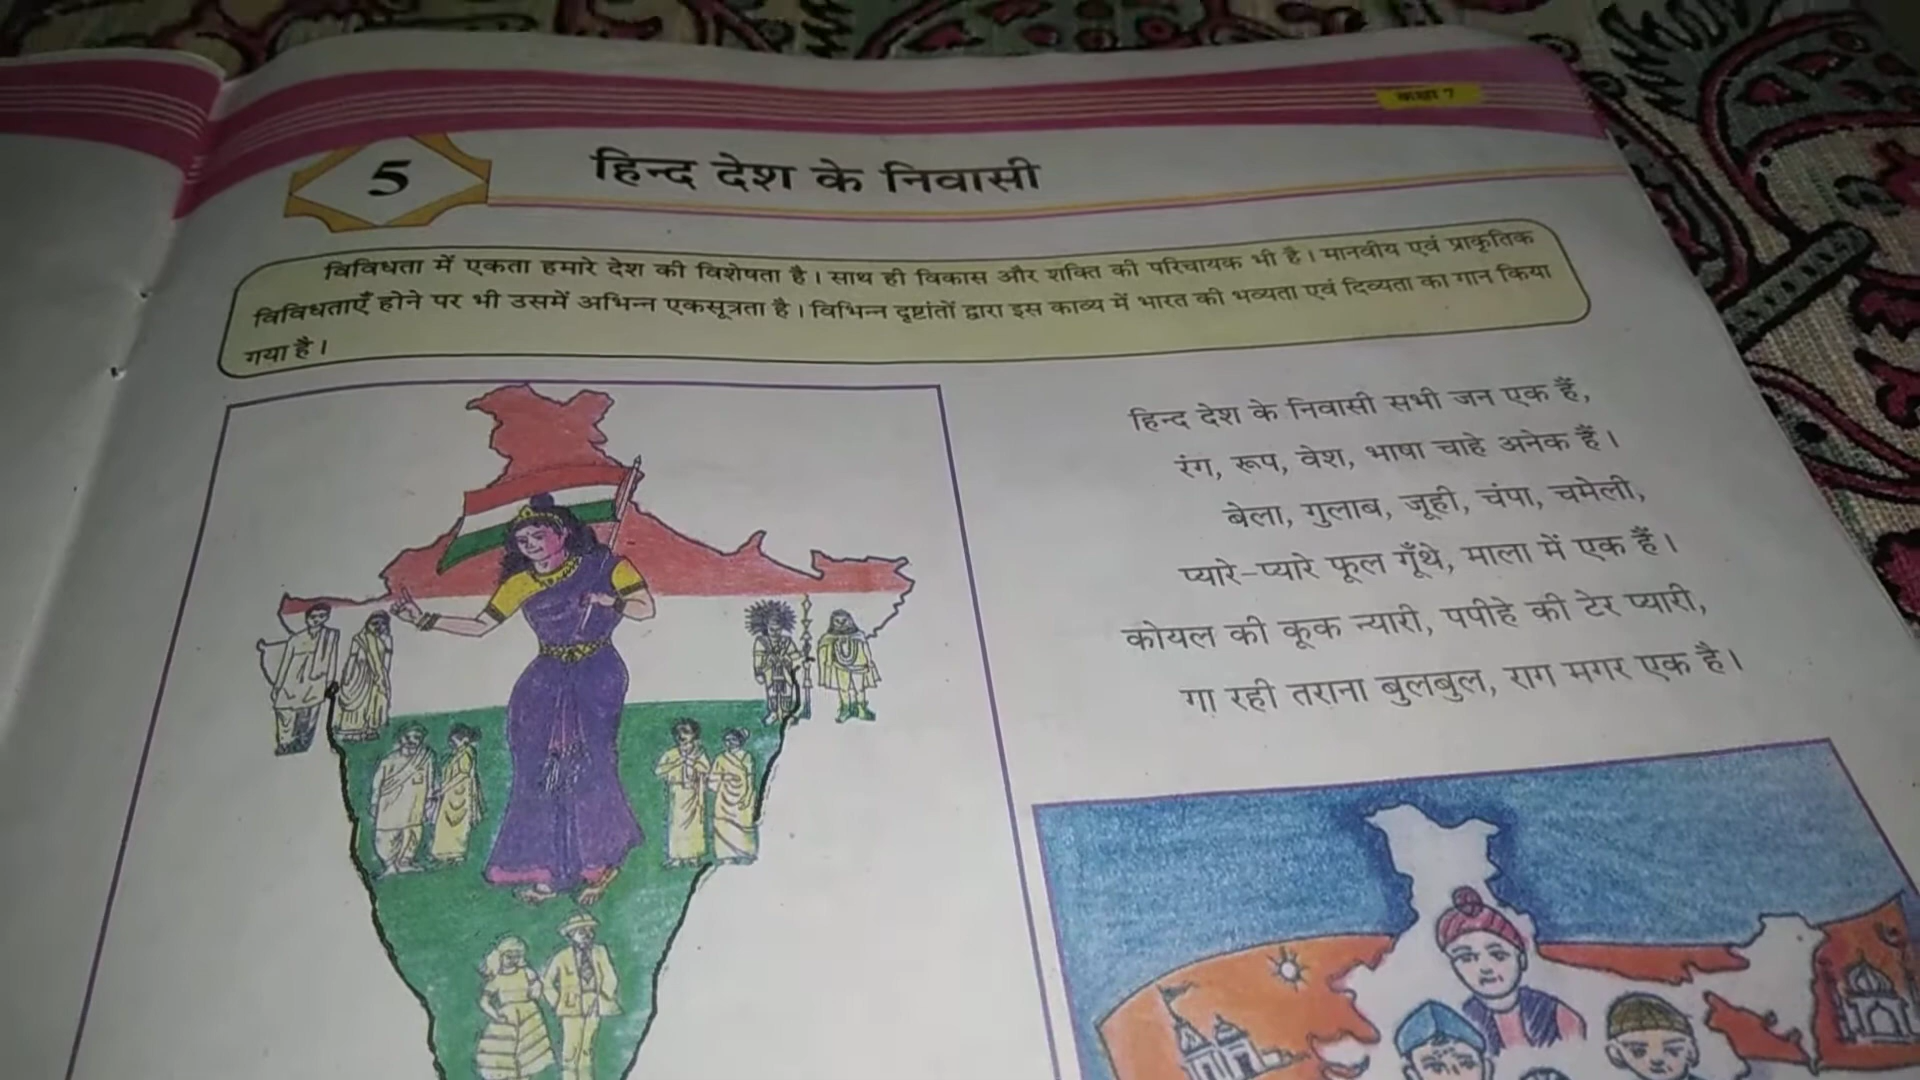 कक्षा 7
5
हिन्द देश के निवासी
विविधता में एकता हमारे देश की विशेषता है। साथ ही विकास और शक्ति की परिचायक भी है। मानवीय एवं प्राकृतिक
विविधताएँ होने पर भी उसमें अभिन्न एकसूत्रता है। विभिन्न दृष्टांतों द्वारा इस काव्य में भारत की भव्यता एवं दिव्यता का गान किया
गया है।
हिन्द देश के निवासी सभी जन एक हैं,
रंग, रूप, वेश, भाषा चाहे अनेक हैं।
बेला, गुलाब, जूही, चंपा, चमेली,
प्यारे-प्यारे फूल गूँथे, माला में एक हैं।
कोयल की कूक न्यारी, पपीहे की टेर प्यारी,
गा रही तराना बुलबुल, राग मगर एक है।